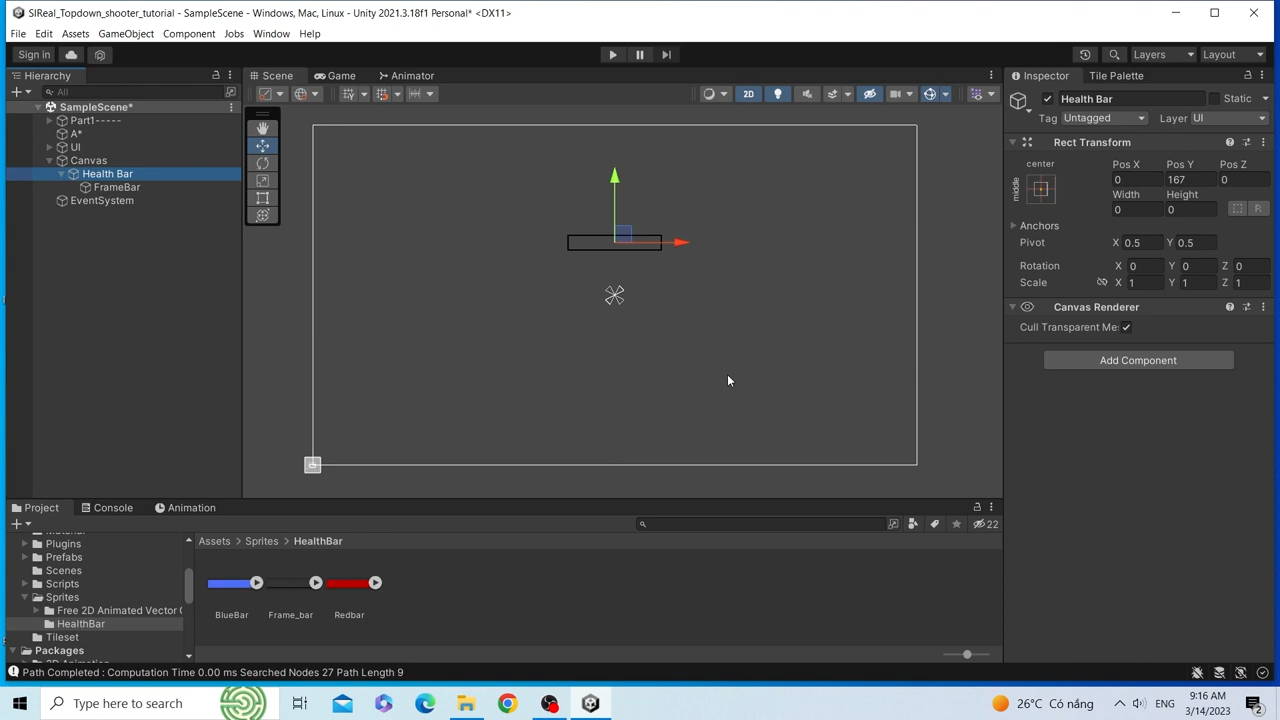 SIReal_Topdown_shooter_tutorial - SampleScene - Windows, Mac, Linux - Unity 2021.3.18f1 Personal* <DX11>
File Edit Assets GameObject Component Jobs Window Help
Sign in Layers Layout
Hierarchy
All
SampleScene*
Part1-----
A*
UI
Canvas
Health Bar
FrameBar
EventSystem
Scene Game Animator
2D
Inspector Tile Palette
Health Bar Static
Tag Untagged Layer UI
Rect Transform
center
middle
Pos X Pos Y Pos Z
0 167 0
Width Height
0 0
R
Anchors
Pivot X 0.5 Y 0.5
Rotation X 0 Y 0 Z 0
Scale X 1 Y 1 Z 1
Canvas Renderer
Cull Transparent Me
Add Component
Project Console Animation
22
Plugins
Prefabs
Scenes
Scripts
Sprites
Free 2D Animated Vector
HealthBar
Tileset
Packages
Assets Sprites HealthBar
BlueBar Frame_bar Redbar
Path Completed : Computation Time 0.00 ms Searched Nodes 27 Path Length 9
Type here to search
26°C Có nắng
9:16 AM
3/14/2023
2